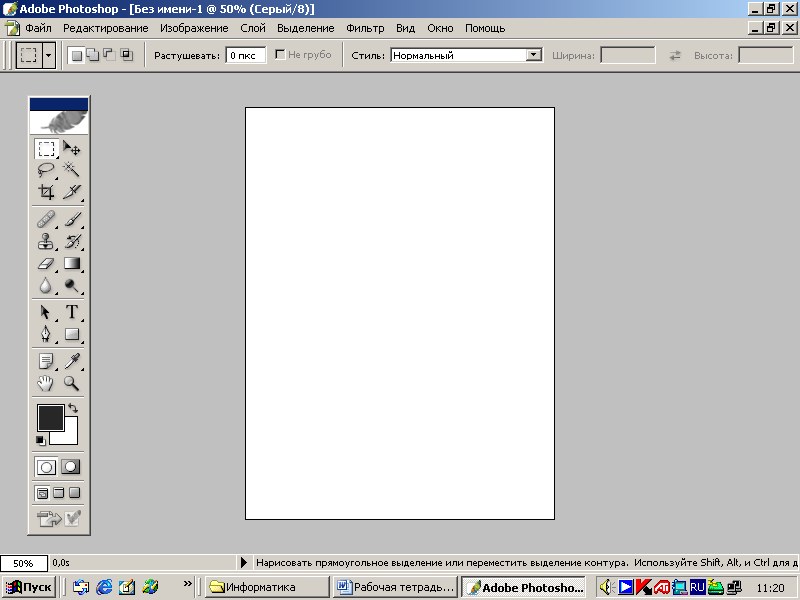 Adobe Photoshop - [Без имени-1 @ 50% (Серый/8)]
Файл Редактирование Изображение Слой Выделение Фильтр Вид Окно Помощь
Растушевать: 0 пкс Не грубо Стиль: Нормальный Ширина: Высота:
T
50% 0,0s Нарисовать прямоугольное выделение или переместить выделение контура. Используйте Shift, Alt, и Ctrl для д
Пуск » Информатика Рабочая тетрадь... Adobe Photosho... RU 11:20